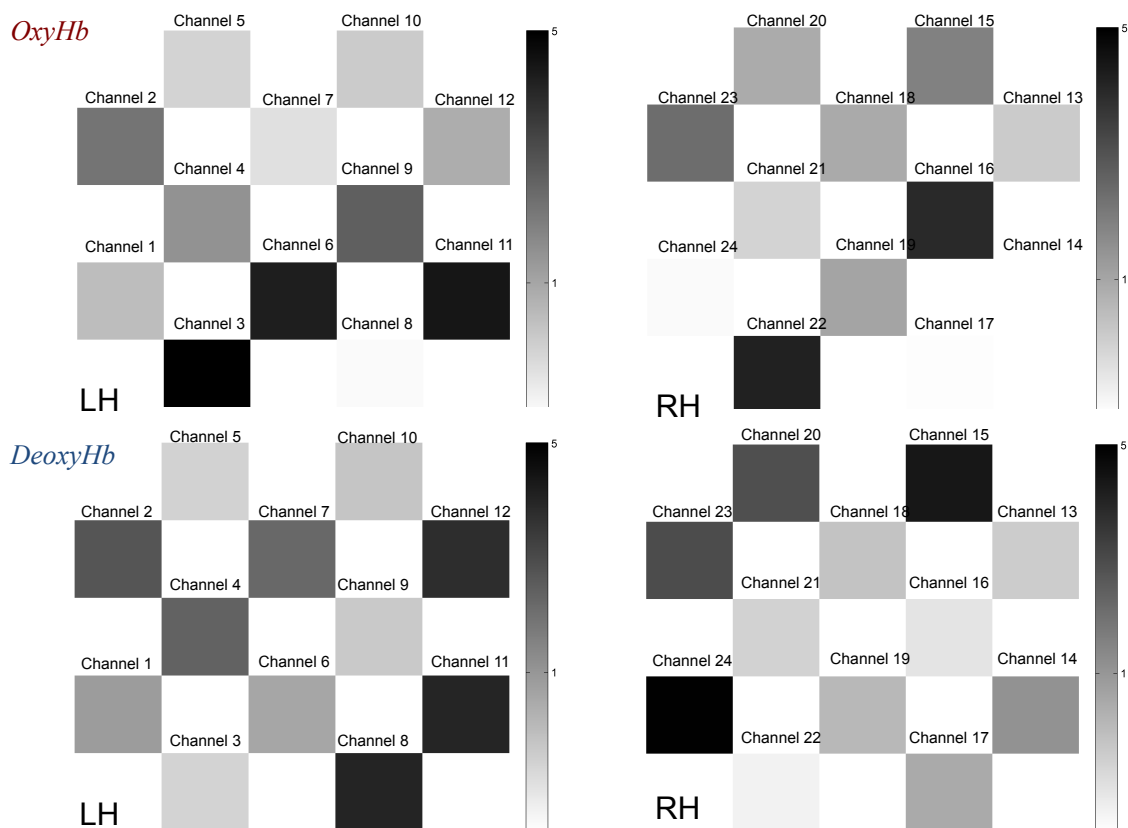 OxyHb
Channel 5
Channel 10
5
Channel 2
Channel 7
Channel 12
Channel 4
Channel 9
Channel 1
Channel 6
Channel 11
1
Channel 3
Channel 8
LH
Channel 20
Channel 15
5
Channel 23
Channel 18
Channel 13
Channel 21
Channel 16
Channel 24
Channel 19
Channel 14
1
Channel 22
Channel 17
RH
DeoxyHb
Channel 5
Channel 10
5
Channel 2
Channel 7
Channel 12
Channel 4
Channel 9
Channel 1
Channel 6
Channel 11
1
Channel 3
Channel 8
LH
Channel 20
Channel 15
5
Channel 23
Channel 18
Channel 13
Channel 21
Channel 16
Channel 24
Channel 19
Channel 14
1
Channel 22
Channel 17
RH